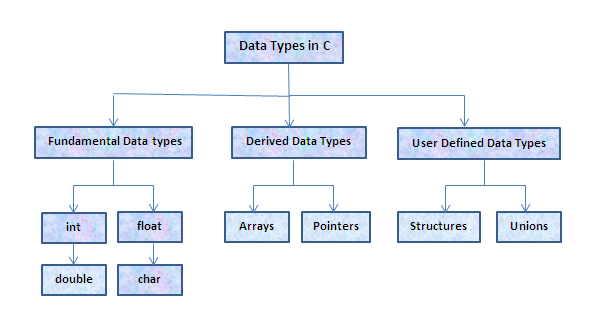 Data Types in C
Fundamental Data types
Derived Data Types
User Defined Data Types
int
float
Arrays
Pointers
Structures
Unions
double
char